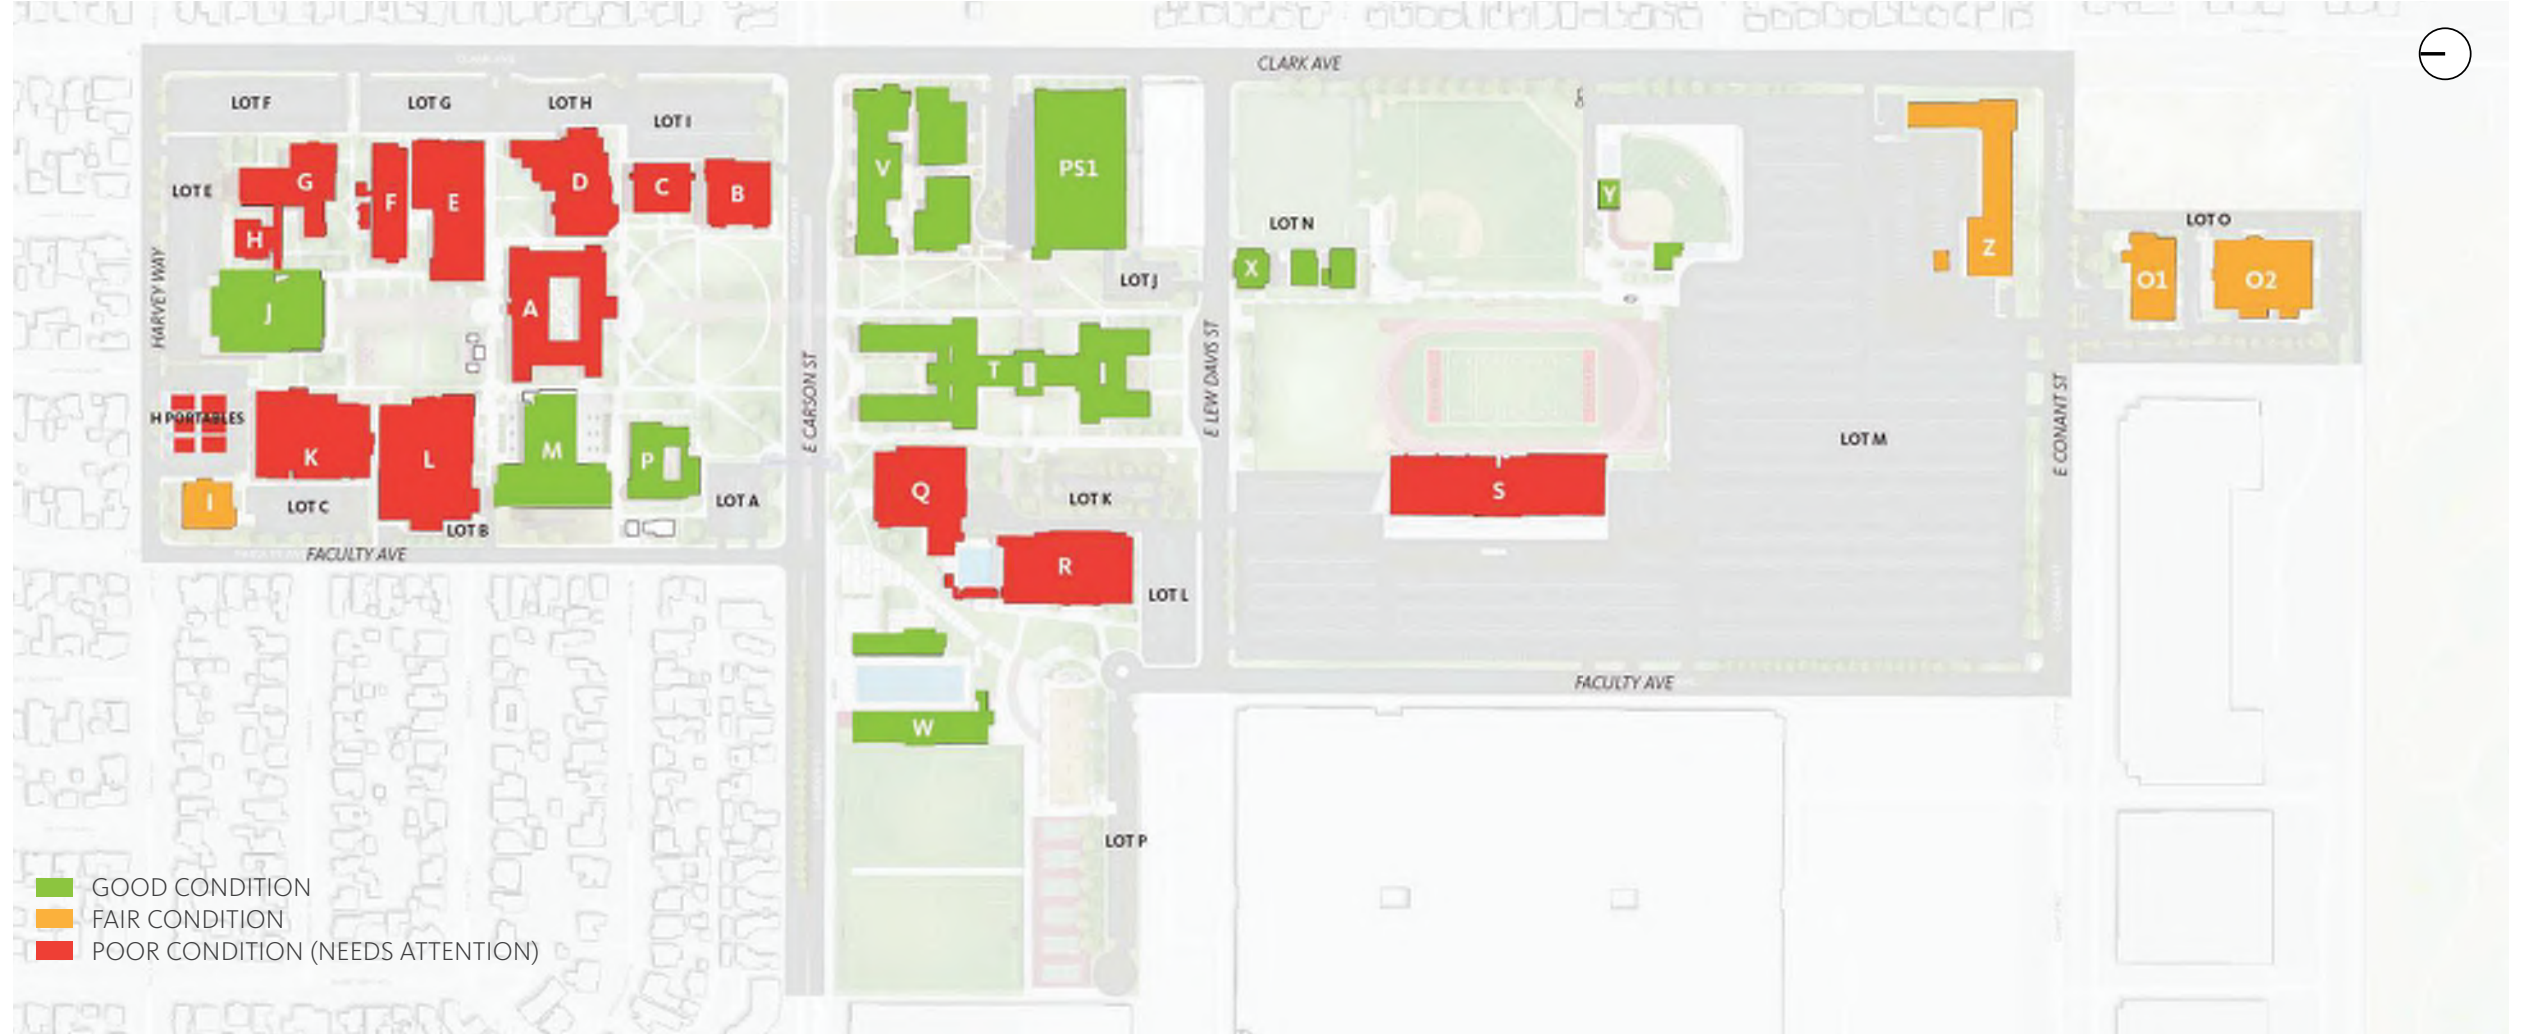 CLARK AVE
CLARK AVE
LOT F
LOT G
LOT H
LOT I
LOT E
G
F
E
D
C
B
H
HARVEY WAY
J
A
H PORTABLES
K
L
M
P
I
LOT C
LOT B
LOT A
FACULTY AVE
E CARSON ST
V
PS1
LOT J
T
Q
LOT K
R
LOT L
W
LOT P
E LEW DAVIS ST
LOT N
X
Y
S
LOT M
Z
E CONANT ST
FACULTY AVE
LOT O
O1
O2
GOOD CONDITION
FAIR CONDITION
POOR CONDITION (NEEDS ATTENTION)